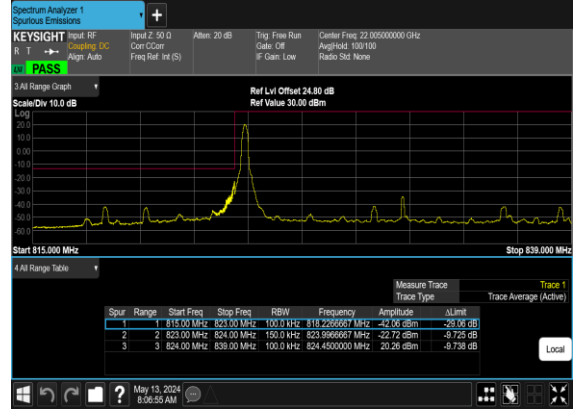 Spectrum Analyzer 1
Spurious Emissions
KEYSIGHT Input: RF Input Z: 50 Ω Atten: 20 dB Trig: Free Run Center Freq: 22.005000000 GHz
R T Coupling: DC Corr CCorr Gate: Off Avg|Hold: 100/100
Align: Auto Freq Ref: Int (S) IF Gain: Low Radio Std: None
PASS
3 All Range Graph
Ref Lvl Offset 24.80 dB
Scale/Div 10.0 dB Ref Value 30.00 dBm
Log
20.0
10.0
0.00
-10.0
-20.0
-30.0
-40.0
-50.0
-60.0
Start 815.000 MHz Stop 839.000 MHz
4 All Range Table
Measure Trace Trace 1
Trace Type Trace Average (Active)
Spur Range Start Freq Stop Freq RBW Frequency Amplitude ΔLimit
1 1 815.00 MHz 823.00 MHz 100.0 kHz 818.2266667 MHz -42.06 dBm -29.06 dB
2 2 823.00 MHz 824.00 MHz 150.0 kHz 823.9966667 MHz -22.72 dBm -9.725 dB
3 3 824.00 MHz 839.00 MHz 100.0 kHz 824.4500000 MHz 20.26 dBm -9.738 dB
Local
? May 13, 2024
8:06:55 AM